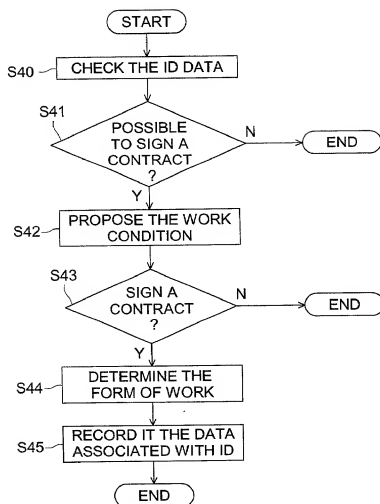 START
S40
CHECK THE ID DATA
S41
POSSIBLE
TO SIGN A
CONTRACT
?
N
END
Y
S42
PROPOSE THE WORK
CONDITION
S43
SIGN A
CONTRACT
?
N
END
Y
S44
DETERMINE THE
FORM OF WORK
S45
RECORD IT THE DATA
ASSOCIATED WITH ID
END